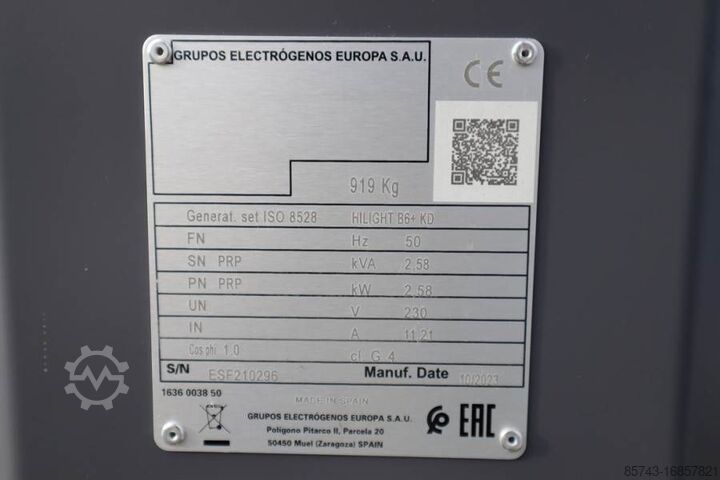 GRUPOS ELECTRÓGENOS EUROPA S.A.U.
CE
919 Kg
Generat. set ISO 8528 HILIGHT B6+ KD
FN Hz 50
SN PRP kVA 2,58
PN PRP kW 2,58
UN V 230
IN A 11,21
Cos phi 1.0 cl. G 4
S/N ESF210296 Manuf. Date 10/2023
1636 0038 50
MADE IN SPAIN
GRUPOS ELECTRÓGENOS EUROPA S.A.U.
Polígono Pitarco II, Parcela 20
50450 Muel (Zaragoza) SPAIN
EAC
85743-16857821